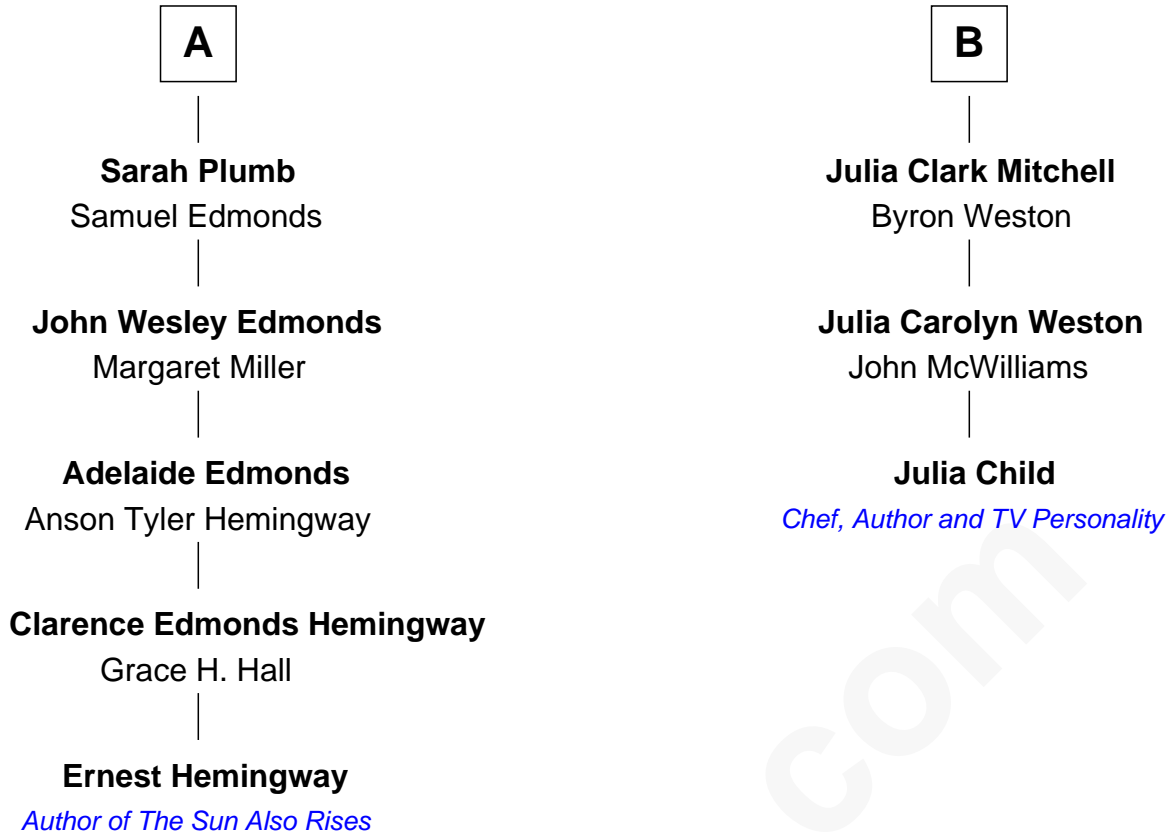 A
Sarah Plumb
Samuel Edmonds
John Wesley Edmonds
Margaret Miller
Adelaide Edmonds
Anson Tyler Hemingway
Clarence Edmonds Hemingway
Grace H. Hall
Ernest Hemingway
Author of The Sun Also Rises
B
Julia Clark Mitchell
Byron Weston
Julia Carolyn Weston
John McWilliams
Julia Child
Chef, Author and TV Personality
com